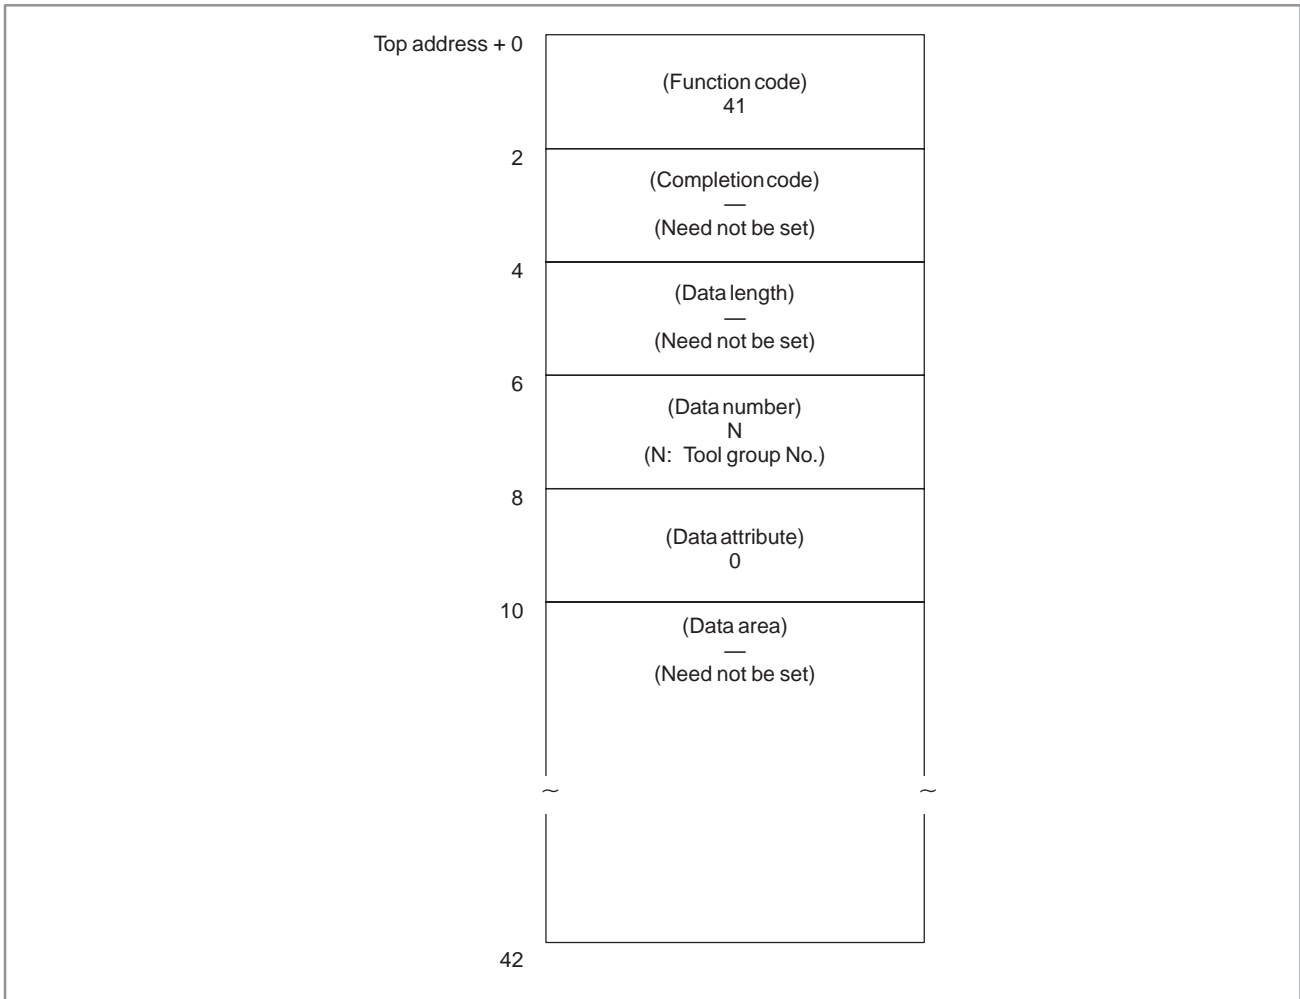 Top address + 0
(Function code)
41
2
(Completion code)
—
(Need not be set)
4
(Data length)
—
(Need not be set)
6
(Data number)
N
(N: Tool group No.)
8
(Data attribute)
0
10
(Data area)
—
(Need not be set)
~ ~
42